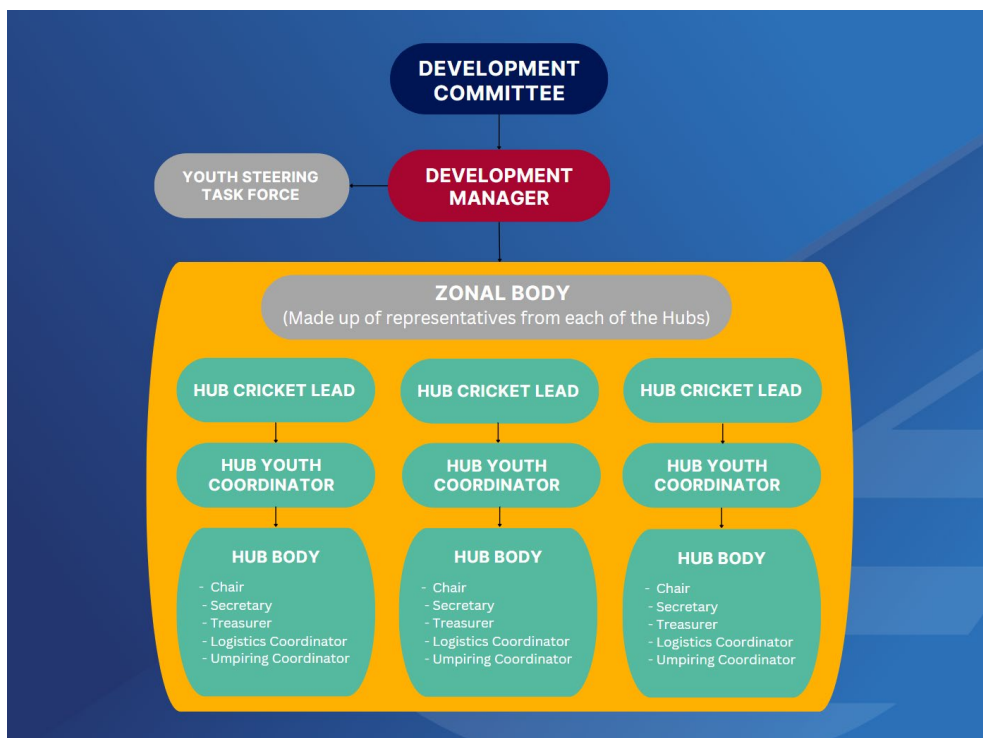 DEVELOPMENT
COMMITTEE
YOUTH STEERING
TASK FORCE
DEVELOPMENT
MANAGER
ZONAL BODY
(Made up of representatives from each of the Hubs)
HUB CRICKET LEAD
HUB CRICKET LEAD
HUB CRICKET LEAD
HUB YOUTH
COORDINATOR
HUB YOUTH
COORDINATOR
HUB YOUTH
COORDINATOR
HUB BODY
- Chair
- Secretary
- Treasurer
- Logistics Coordinator
- Umpiring Coordinator
HUB BODY
- Chair
- Secretary
- Treasurer
- Logistics Coordinator
- Umpiring Coordinator
HUB BODY
- Chair
- Secretary
- Treasurer
- Logistics Coordinator
- Umpiring Coordinator